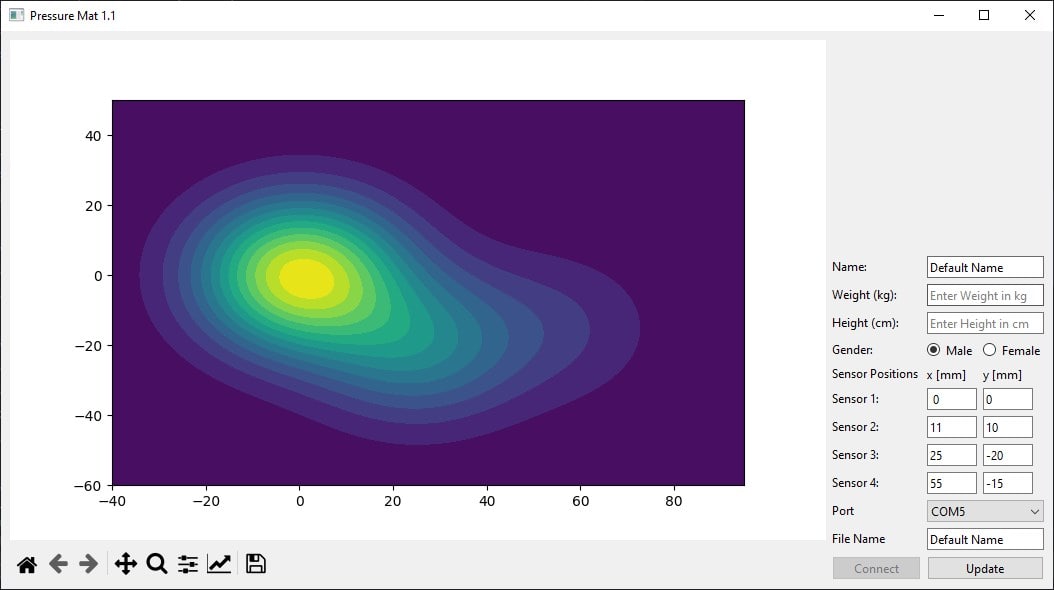 Pressure Mat 1.1
40
20
0
−20
−40
−60
−40 −20 0 20 40 60 80
Name: Default Name
Weight (kg): Enter Weight in kg
Height (cm): Enter Height in cm
Gender: Male Female
Sensor Positions x [mm] y [mm]
Sensor 1: 0 0
Sensor 2: 11 10
Sensor 3: 25 -20
Sensor 4: 55 -15
Port COM5
File Name Default Name
Connect Update